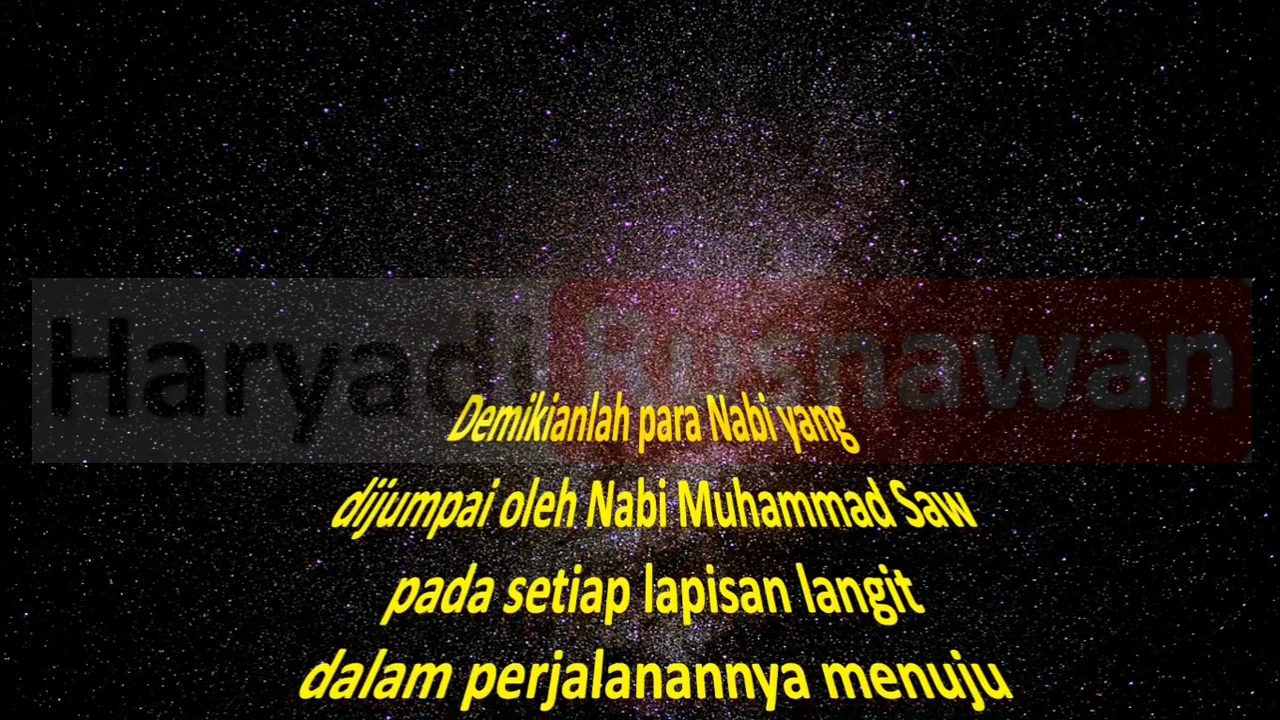 Haryadi Rusnawan
Demikianlah para Nabi yang
dijumpai oleh Nabi Muhammad Saw
pada setiap lapisan langit
dalam perjalanannya menuju